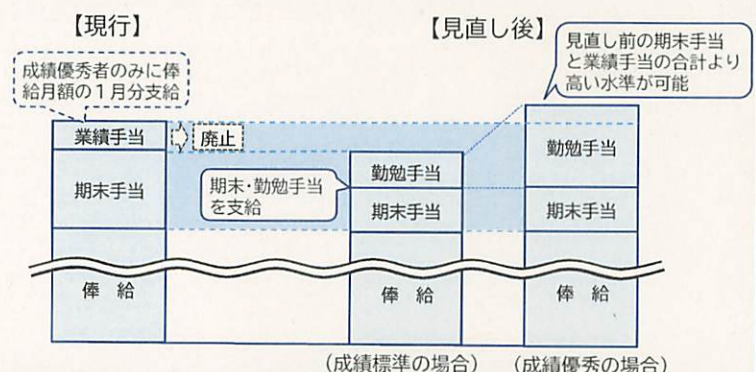 【現行】
成績優秀者のみに俸
給月額の１月分支給
業績手当
廃止
期末手当
俸 給
【見直し後】
見直し前の期末手当
と業績手当の合計より
高い水準が可能
期末・勤勉手当
を支給
勤勉手当
期末手当
俸 給
勤勉手当
期末手当
俸 給
(成績標準の場合)
(成績優秀の場合)